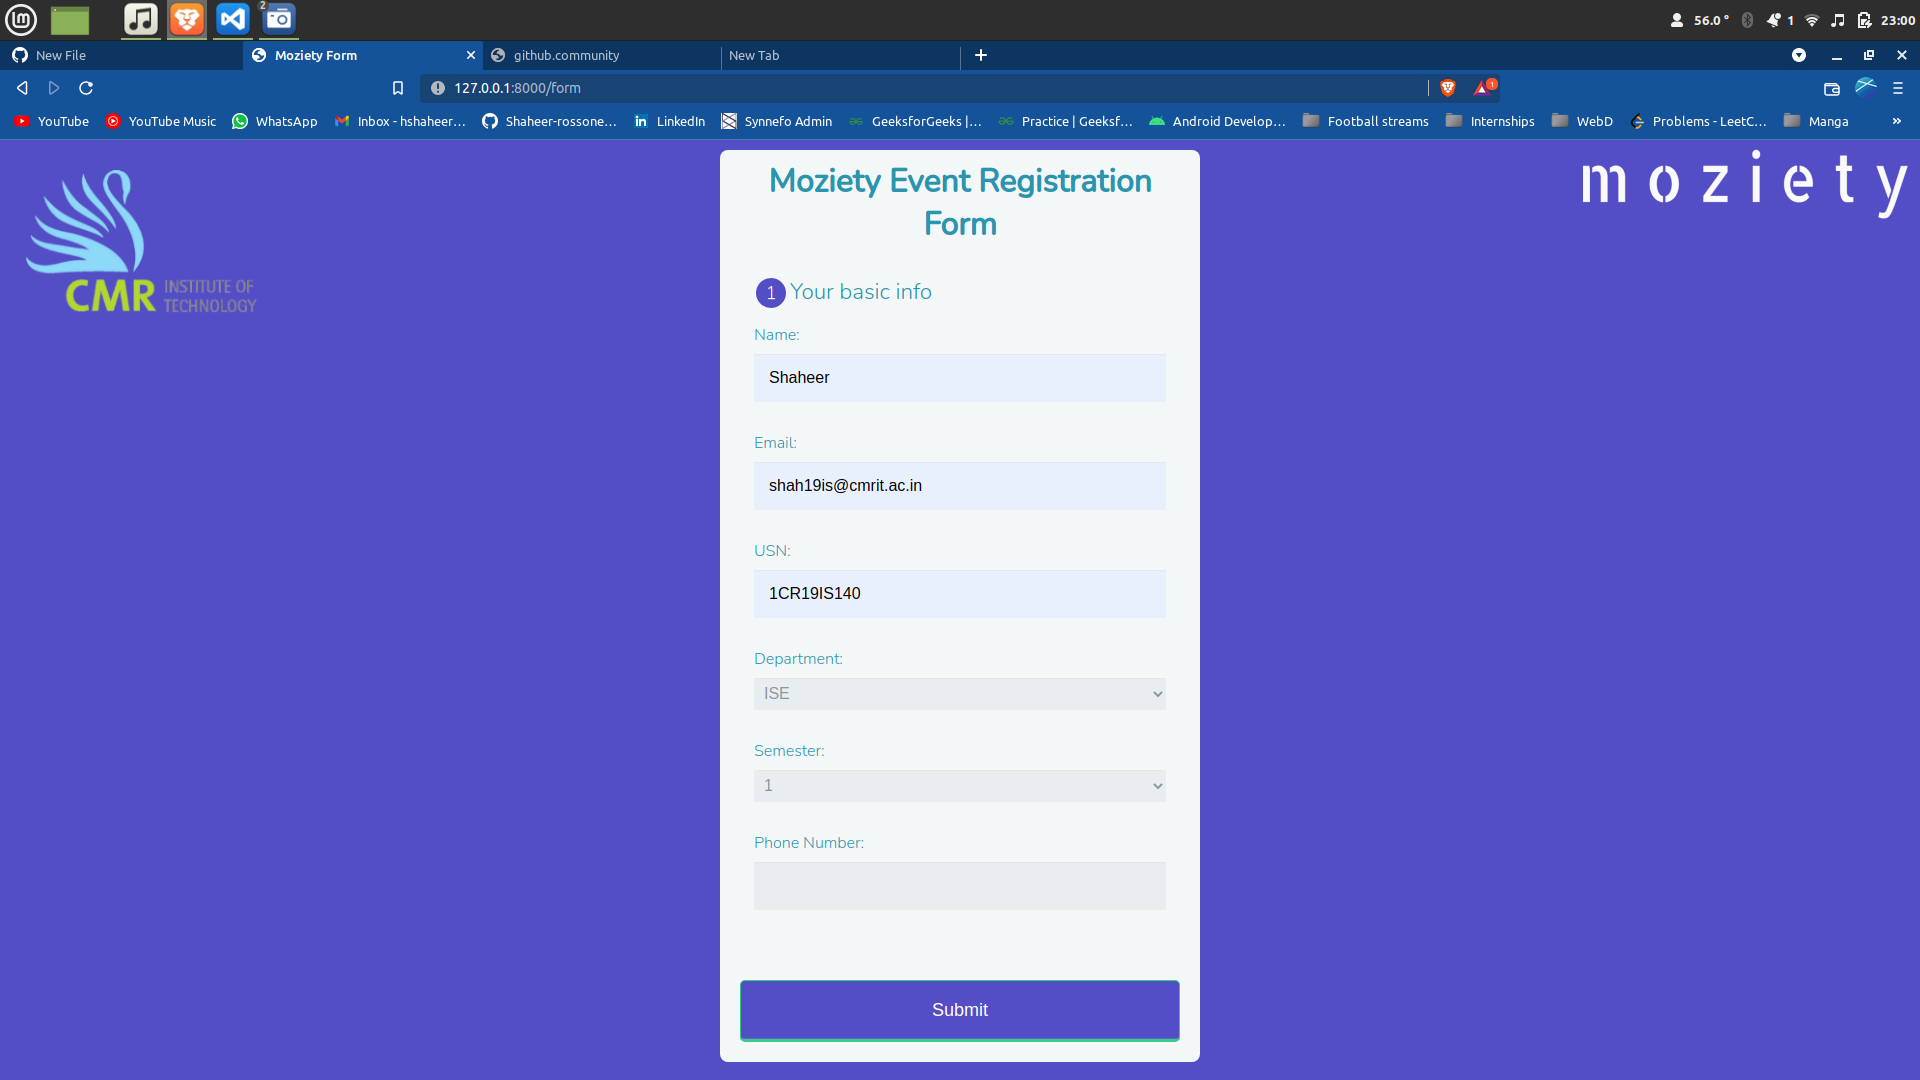 2
56.0 °
1
23:00
New File
Moziety Form
github.community
New Tab
127.0.0.1:8000/form
1
YouTube
YouTube Music
WhatsApp
Inbox - hshaheer...
Shaheer-rossone...
LinkedIn
Synnefo Admin
GeeksforGeeks |...
Practice | Geeksf...
Android Develop...
Football streams
Internships
WebD
Problems - LeetC...
Manga
»
CMR INSTITUTE OF
TECHNOLOGY
moziety
Moziety Event Registration
Form
1 Your basic info
Name:
Shaheer
Email:
shah19is@cmrit.ac.in
USN:
1CR19IS140
Department:
ISE
Semester:
1
Phone Number:
Submit